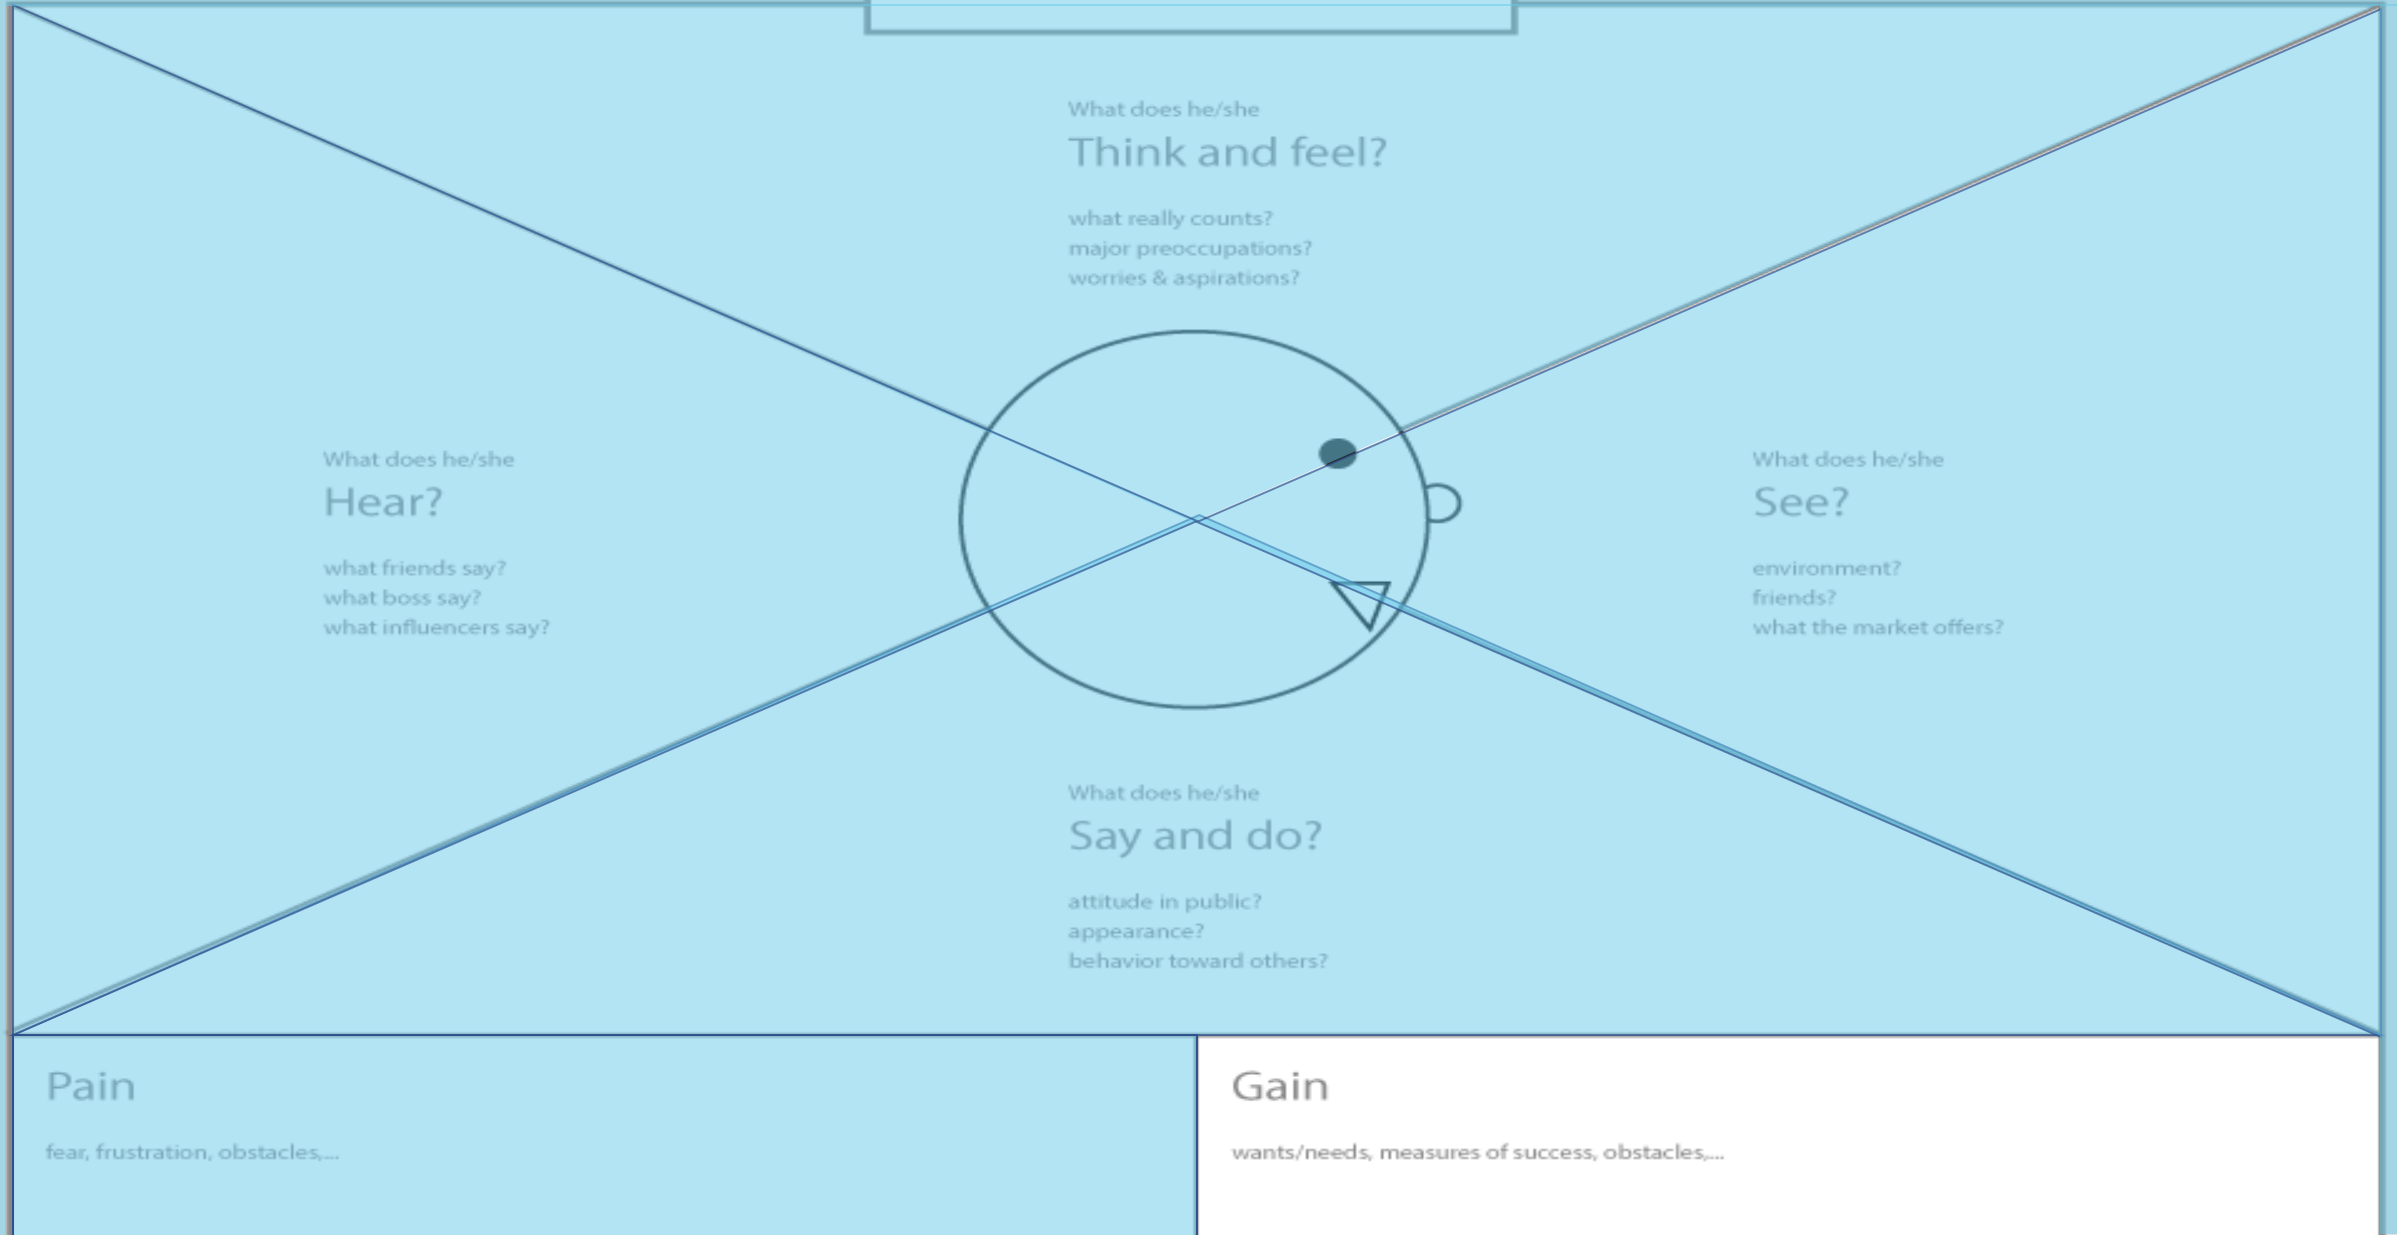 What does he/she
Think and feel?
what really counts?
major preoccupations?
worries & aspirations?
What does he/she
Hear?
what friends say?
what boss say?
what influencers say?
What does he/she
See?
environment?
friends?
what the market offers?
What does he/she
Say and do?
attitude in public?
appearance?
behavior toward others?
Pain
fear, frustration, obstacles,...
Gain
wants/needs, measures of success, obstacles,...